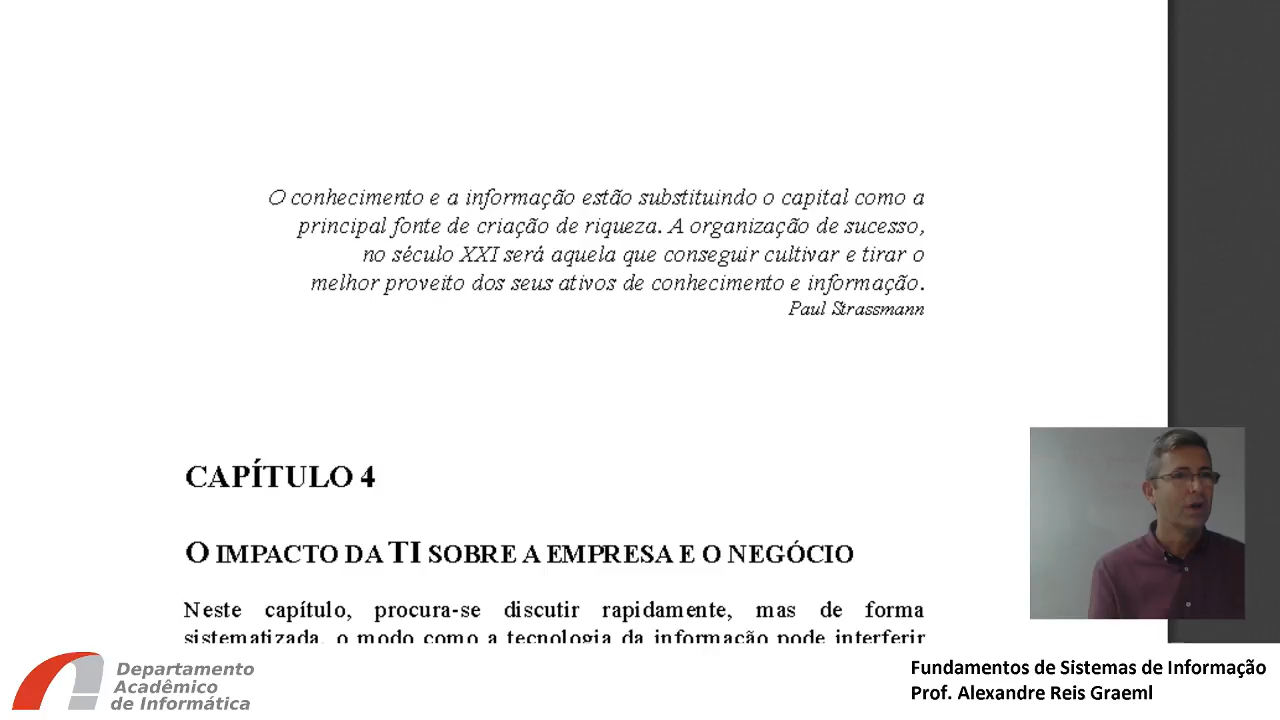 O conhecimento e a informação estão substituindo o capital como a
principal fonte de criação de riqueza. A organização de sucesso,
no século XXI será aquela que conseguir cultivar e tirar o
melhor proveito dos seus ativos de conhecimento e informação.
Paul Strassmann
CAPÍTULO 4
O IMPACTO DA TI SOBRE A EMPRESA E O NEGÓCIO
Neste capítulo, procura-se discutir rapidamente, mas de forma
sistematizada, o modo como a tecnologia da informação pode interferir
Departamento
Acadêmico
de Informática
Fundamentos de Sistemas de Informação
Prof. Alexandre Reis Graeml